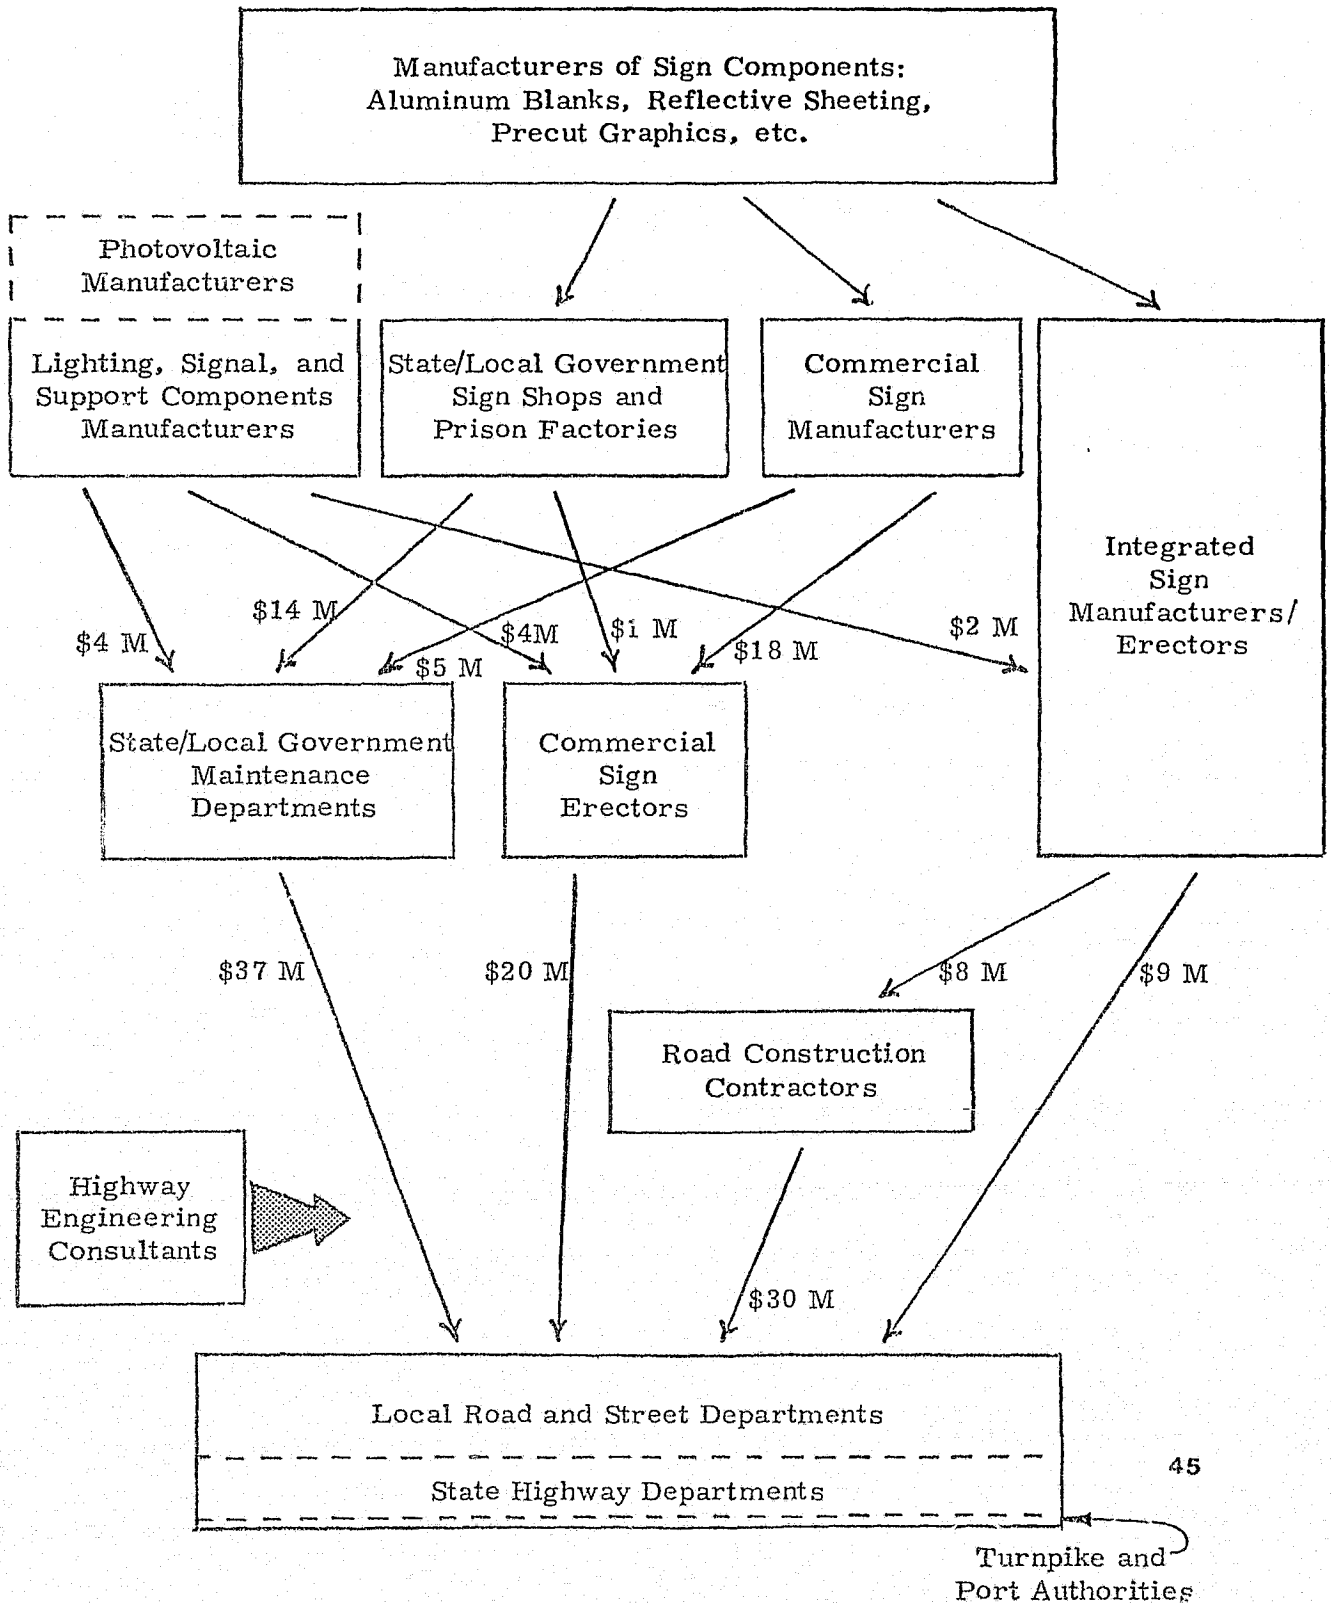 Manufacturers of Sign Components:
Aluminum Blanks, Reflective Sheeting,
Precut Graphics, etc.
Photovoltaic
Manufacturers
Lighting, Signal, and
Support Components
Manufacturers
State/Local Government
Sign Shops and
Prison Factories
Commercial
Sign
Manufacturers
Integrated
Sign
Manufacturers/
Erectors
$4 M
$14 M
$5 M
$4M
$1 M
$18 M
$2 M
State/Local Government
Maintenance
Departments
Commercial
Sign
Erectors
$37 M
$20 M
$8 M
$9 M
Road Construction
Contractors
Highway
Engineering
Consultants
$30 M
Local Road and Street Departments
State Highway Departments
45
Turnpike and
Port Authorities